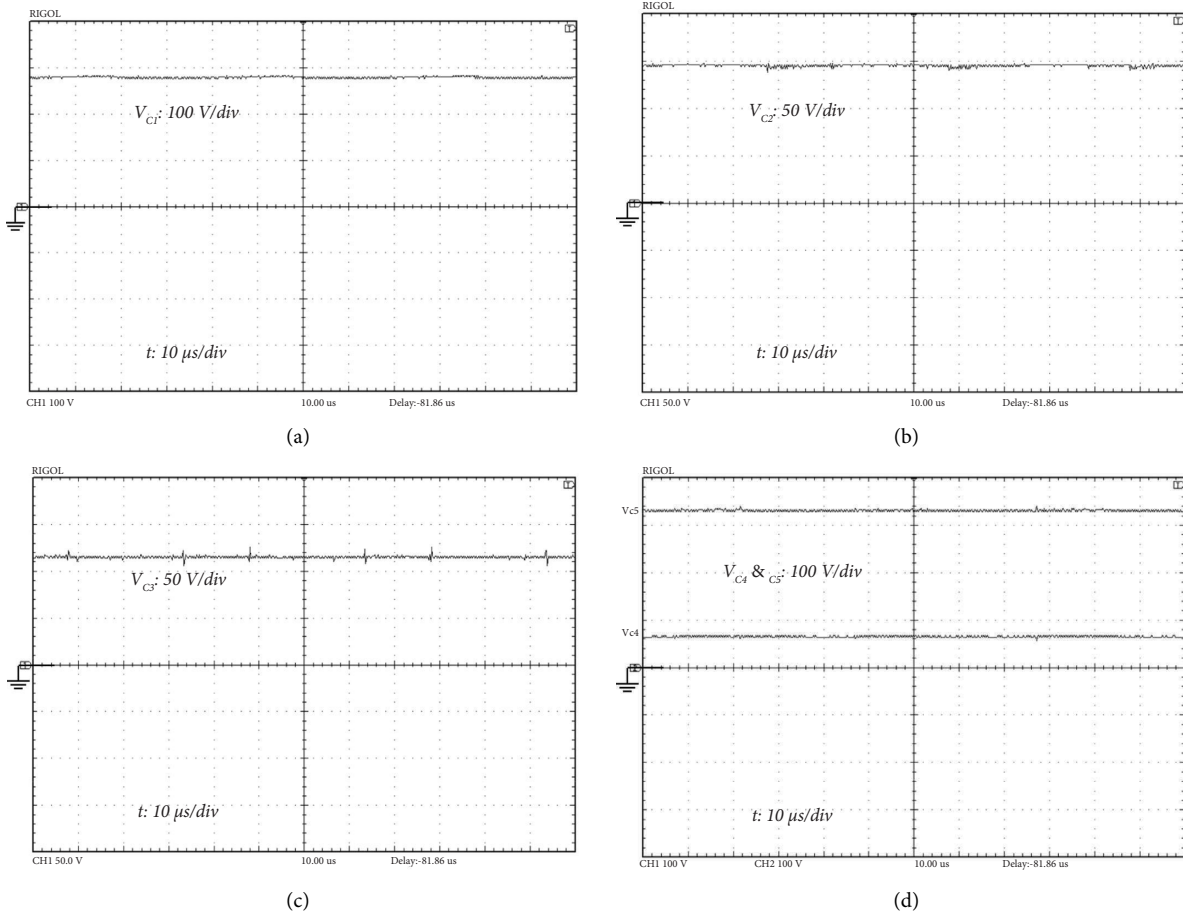 RIGOL
V_C1: 100 V/div
t: 10 μs/div
CH1 100 V 10.00 us Delay:-81.86 us
(a)
RIGOL
V_C2: 50 V/div
t: 10 μs/div
CH1 50.0 V 10.00 us Delay:-81.86 us
(b)
RIGOL
V_C3: 50 V/div
t: 10 μs/div
CH1 50.0 V 10.00 us Delay:-81.86 us
(c)
RIGOL
Vc5
V_C4 & C5: 100 V/div
Vc4
t: 10 μs/div
CH1 100 V CH2 100 V 10.00 us Delay:-81.86 us
(d)